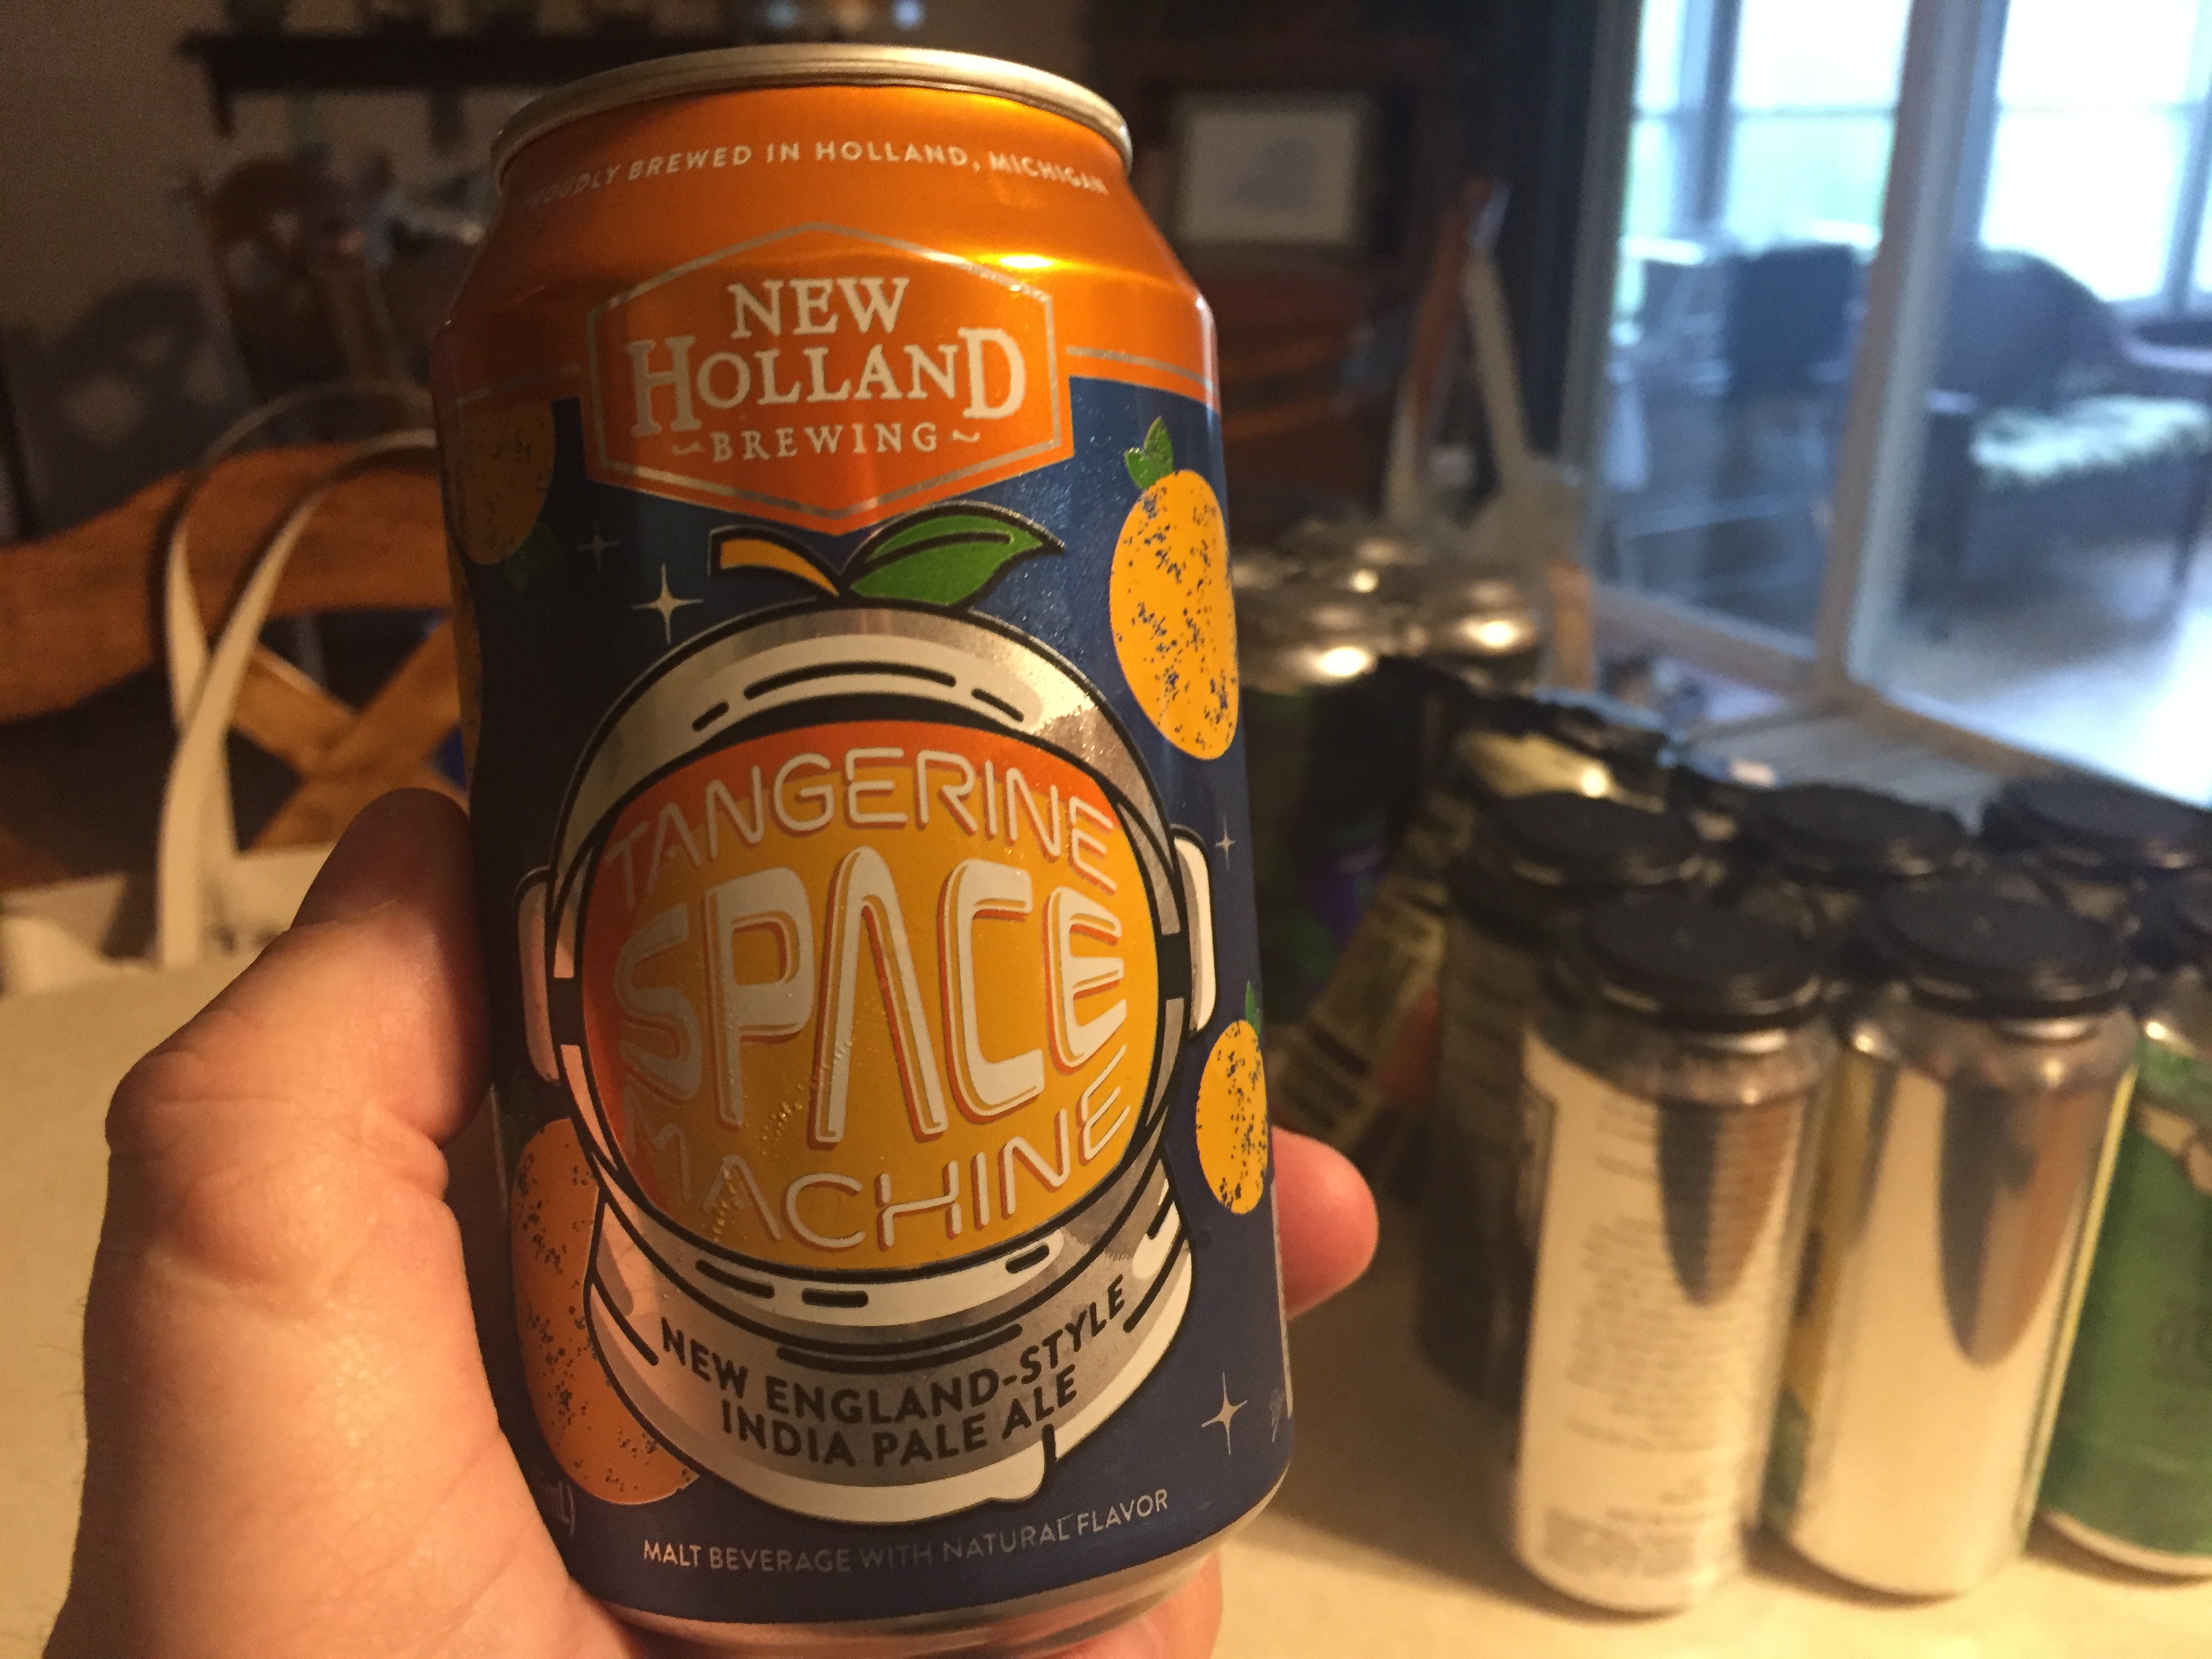 PROUDLY BREWED IN HOLLAND, MICHIGAN
NEW
HOLLAND
~BREWING~
TANGERINE
SPACE
MACHINE
NEW ENGLAND-STYLE
INDIA PALE ALE
MALT BEVERAGE WITH NATURAL FLAVOR